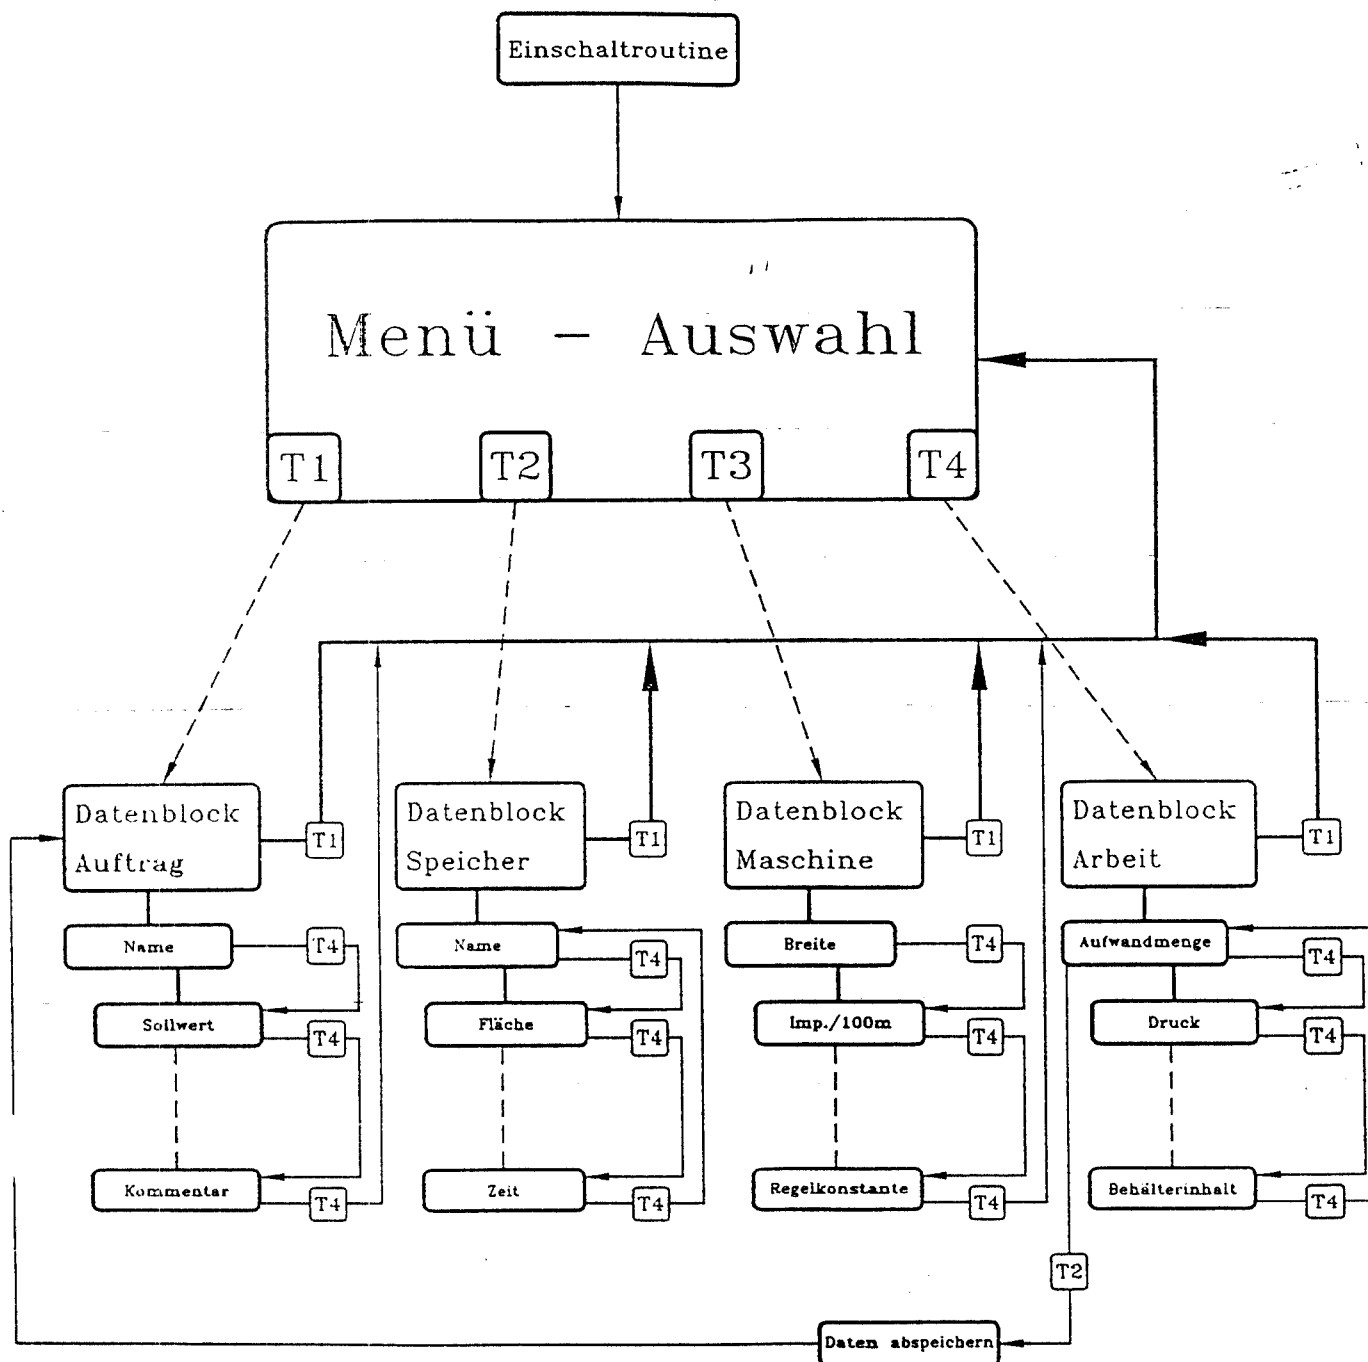 Einschaltroutine
Menü - Auswahl
T1 T2 T3 T4
Datenblock
Auftrag
T1
Name
T4
Sollwert
T4
Kommentar
T4
Datenblock
Speicher
T1
Name
T4
Fläche
T4
Zeit
T4
Datenblock
Maschine
T1
Breite
T4
Imp./100m
T4
Regelkonstante
T4
Datenblock
Arbeit
T1
Aufwandmenge
T4
Druck
T4
Behälterinhalt
T4
T2
Daten abspeichern